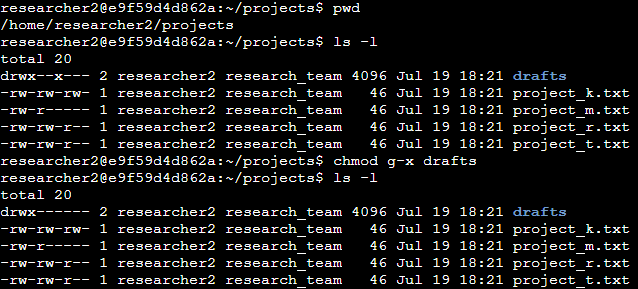 researcher2@e9f59d4d862a:~/projects$ pwd
/home/researcher2/projects
researcher2@e9f59d4d862a:~/projects$ ls -l
total 20
drwx--x--- 2 researcher2 research_team 4096 Jul 19 18:21 drafts
-rw-rw-rw- 1 researcher2 research_team   46 Jul 19 18:21 project_k.txt
-rw-r----- 1 researcher2 research_team   46 Jul 19 18:21 project_m.txt
-rw-rw-r-- 1 researcher2 research_team   46 Jul 19 18:21 project_r.txt
-rw-rw-r-- 1 researcher2 research_team   46 Jul 19 18:21 project_t.txt
researcher2@e9f59d4d862a:~/projects$ chmod g-x drafts
researcher2@e9f59d4d862a:~/projects$ ls -l
total 20
drwx------ 2 researcher2 research_team 4096 Jul 19 18:21 drafts
-rw-rw-rw- 1 researcher2 research_team   46 Jul 19 18:21 project_k.txt
-rw-r----- 1 researcher2 research_team   46 Jul 19 18:21 project_m.txt
-rw-rw-r-- 1 researcher2 research_team   46 Jul 19 18:21 project_r.txt
-rw-rw-r-- 1 researcher2 research_team   46 Jul 19 18:21 project_t.txt